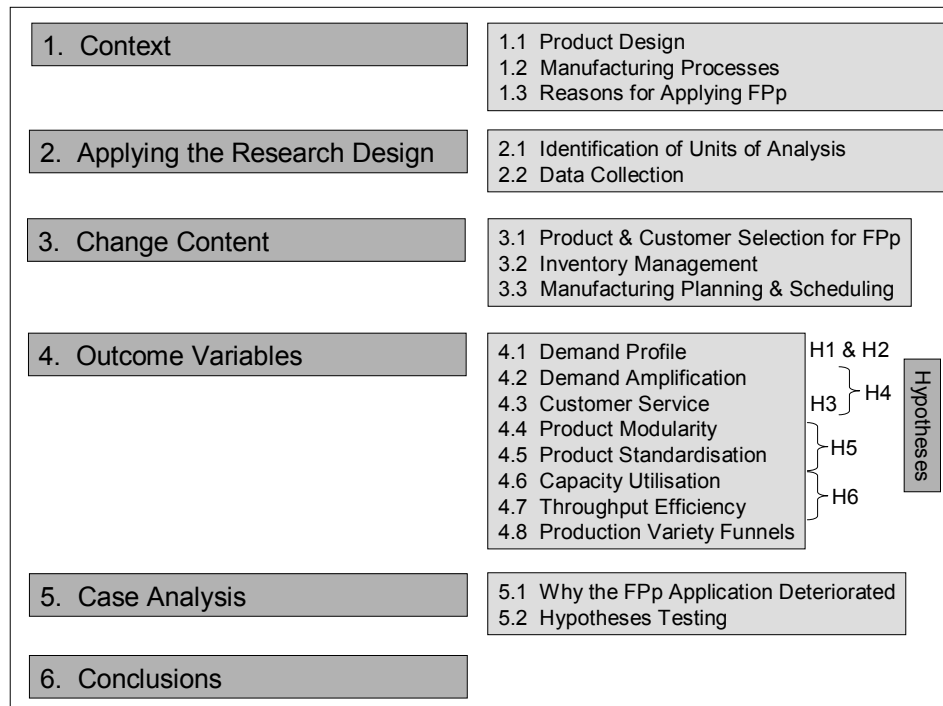 1. Context
1.1 Product Design
1.2 Manufacturing Processes
1.3 Reasons for Applying FPp
2. Applying the Research Design
2.1 Identification of Units of Analysis
2.2 Data Collection
3. Change Content
3.1 Product & Customer Selection for FPp
3.2 Inventory Management
3.3 Manufacturing Planning & Scheduling
4. Outcome Variables
4.1 Demand Profile
4.2 Demand Amplification
4.3 Customer Service
4.4 Product Modularity
4.5 Product Standardisation
4.6 Capacity Utilisation
4.7 Throughput Efficiency
4.8 Production Variety Funnels
H1 & H2
H3
H4
H5
H6
Hypotheses
5. Case Analysis
5.1 Why the FPp Application Deteriorated
5.2 Hypotheses Testing
6. Conclusions